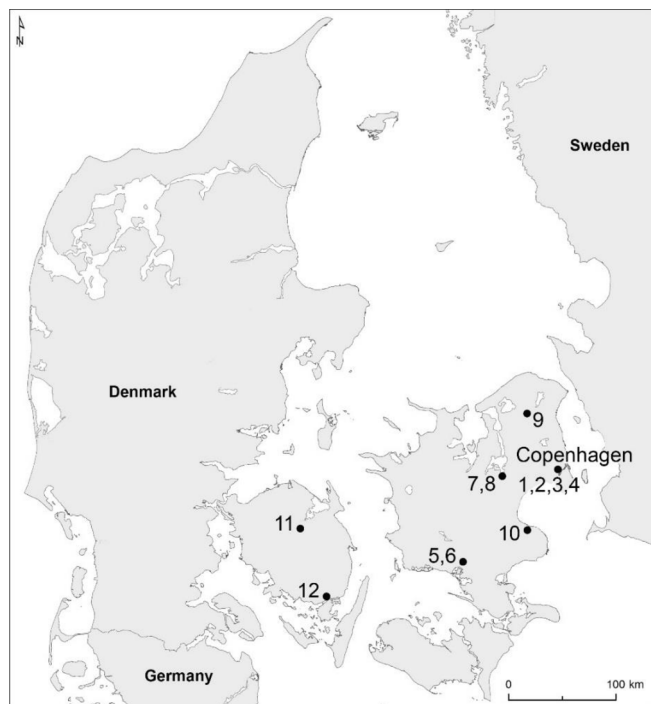 N
Sweden
Denmark
9
Copenhagen
7,8
1,2,3,4
11
10
5,6
12
Germany
0
100 km